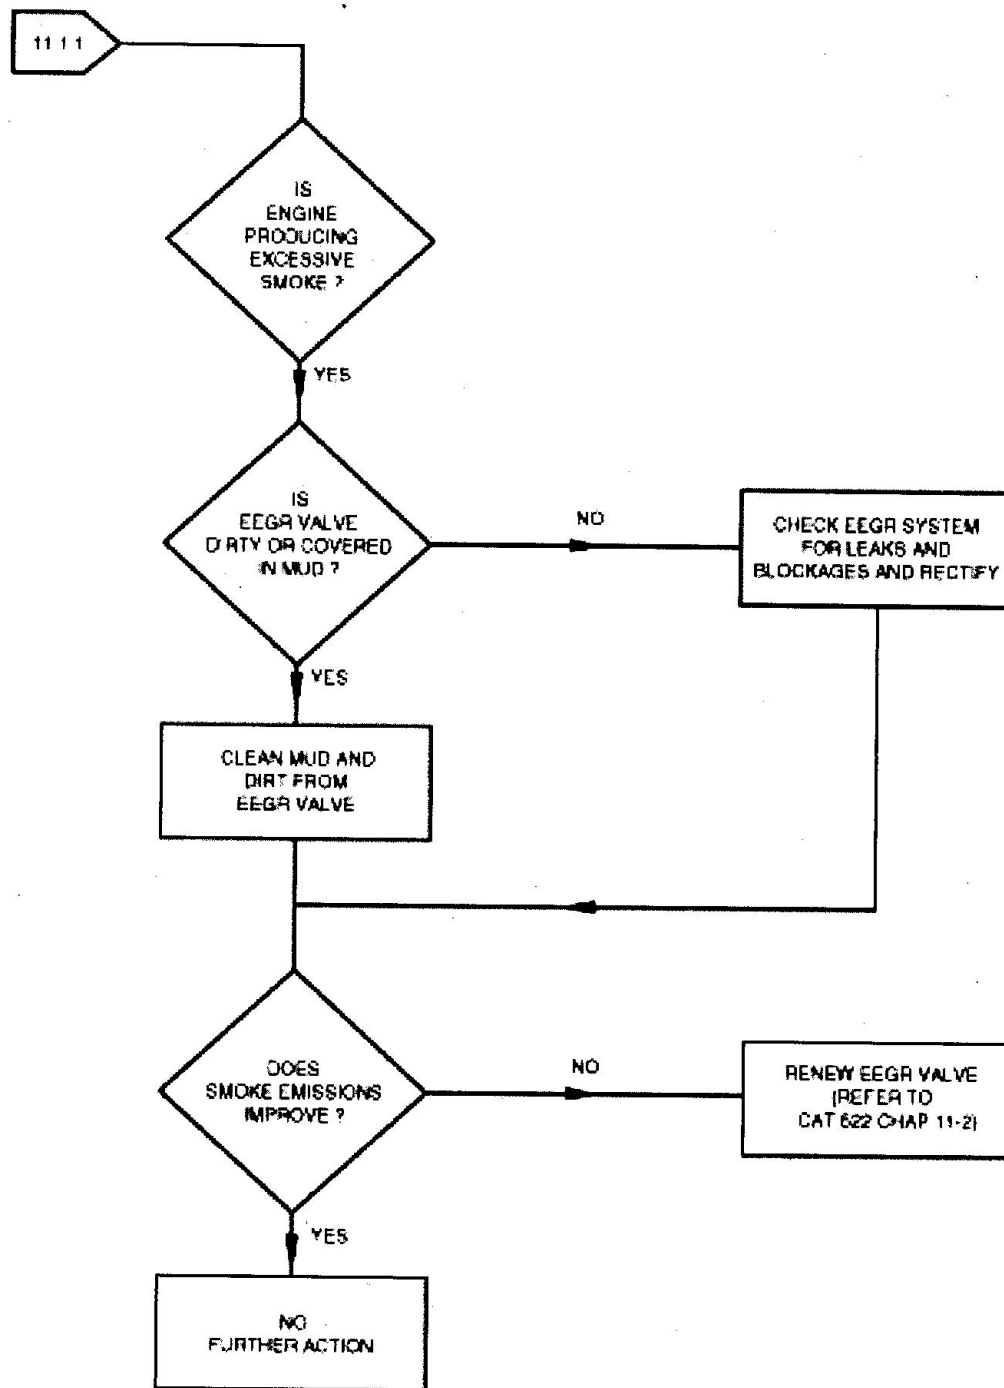 11 1 1
IS
ENGINE
PRODUCING
EXCESSIVE
SMOKE ?
YES
IS
EEGR VALVE
DIRTY OR COVERED
IN MUD ?
NO
CHECK EEGR SYSTEM
FOR LEAKS AND
BLOCKAGES AND RECTIFY
YES
CLEAN MUD AND
DIRT FROM
EEGR VALVE
DOES
SMOKE EMISSIONS
IMPROVE ?
NO
RENEW EEGR VALVE
(REFER TO
CAT 622 CHAP 11-2)
YES
NO
FURTHER ACTION